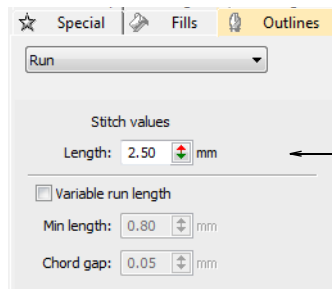 Special Fills Outlines
Run
Stitch values
Length: 2.50 mm
Variable run length
Min length: 0.80 mm
Chord gap: 0.05 mm